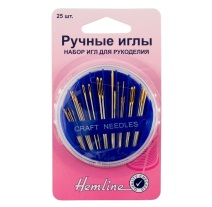 25 шт.
Ручные иглы
НАБОР ИГЛ ДЛЯ РУКОДЕЛИЯ
CRAFT NEEDLES
Hemline